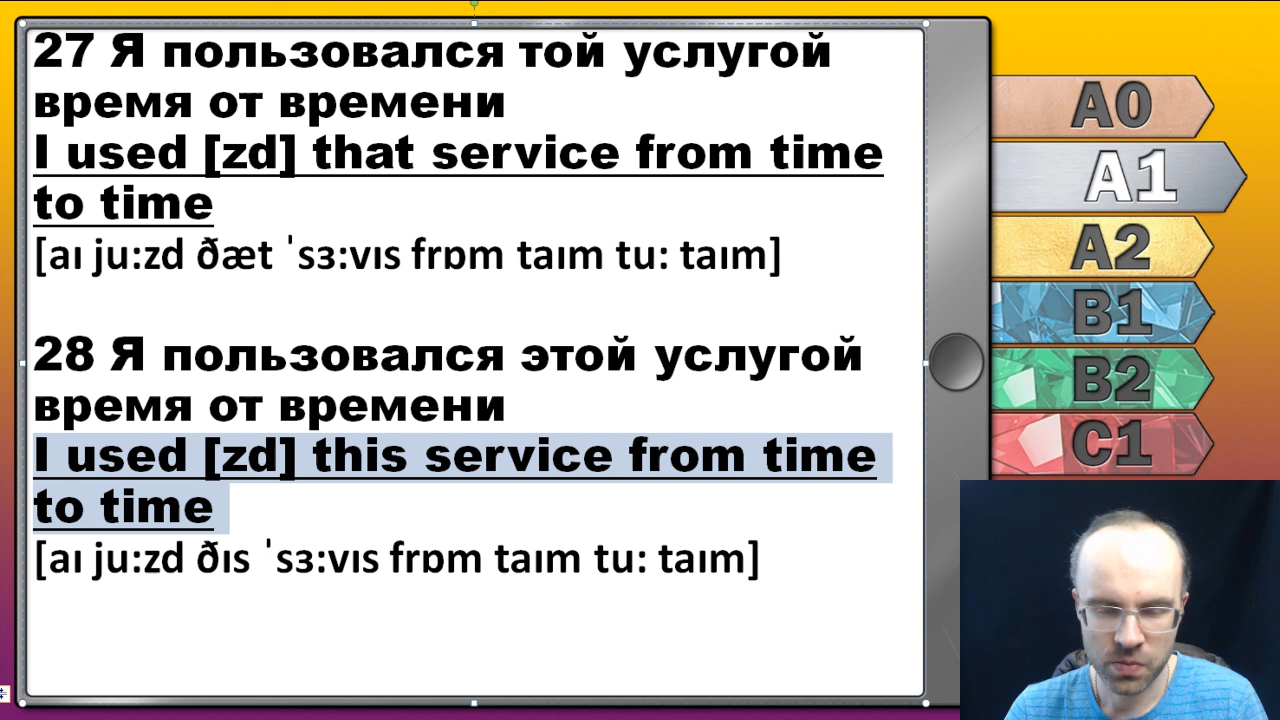 27 Я пользовался той услугой
время от времени
I used [zd] that service from time
to time
[aɪ ju:zd ðæt ˈsɜ:vɪs frɒm taɪm tu: taɪm]
28 Я пользовался этой услугой
время от времени
I used [zd] this service from time
to time
[aɪ ju:zd ðɪs ˈsɜ:vɪs frɒm taɪm tu: taɪm]
A0
A1
A2
B1
B2
C1